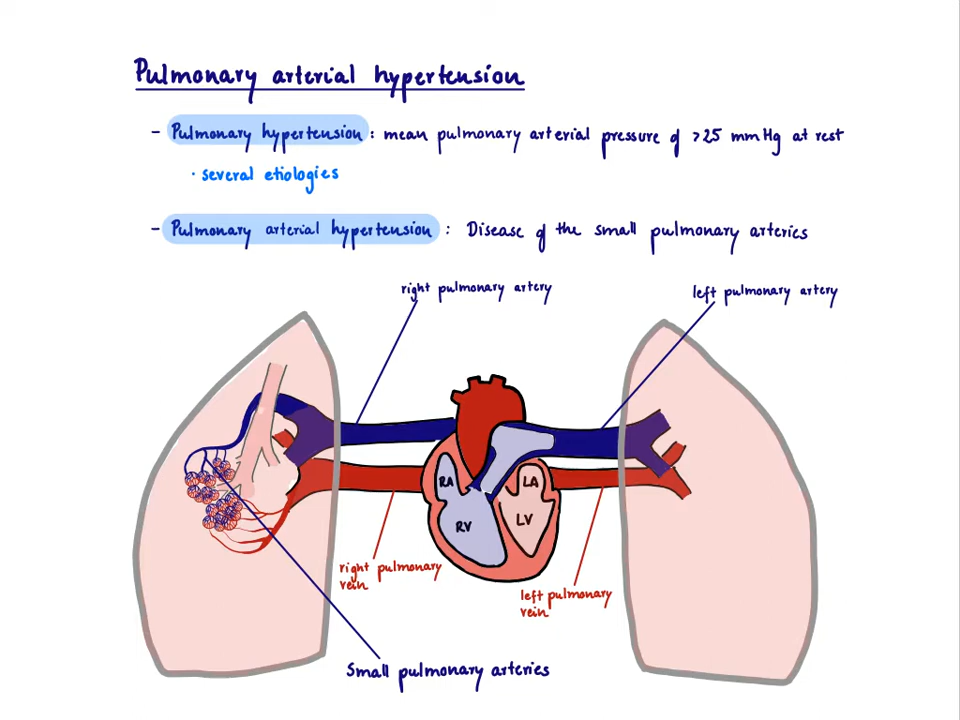 Pulmonary arterial hypertension
- Pulmonary hypertension : mean pulmonary arterial pressure of >25 mmHg at rest
· several etiologies
- Pulmonary arterial hypertension : Disease of the small pulmonary arteries
right pulmonary artery
left pulmonary artery
RA
LA
RV
LV
right pulmonary
vein
left pulmonary
vein
Small pulmonary arteries